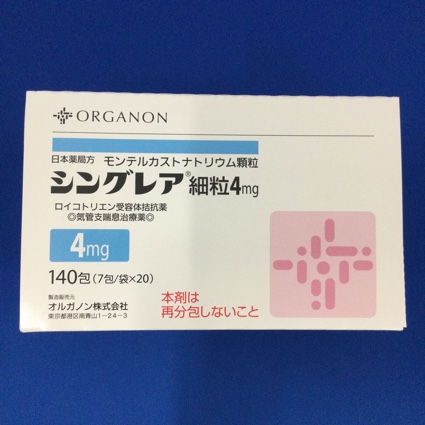 ORGANON
日本薬局方 モンテルカストナトリウム顆粒
シングレア®細粒4mg
ロイコトリエン受容体拮抗薬
◎気管支喘息治療薬◎
4mg
140包(7包/袋×20)
製造販売元
オルガノン株式会社
東京都港区南青山1-24-3
本剤は
再分包しないこと